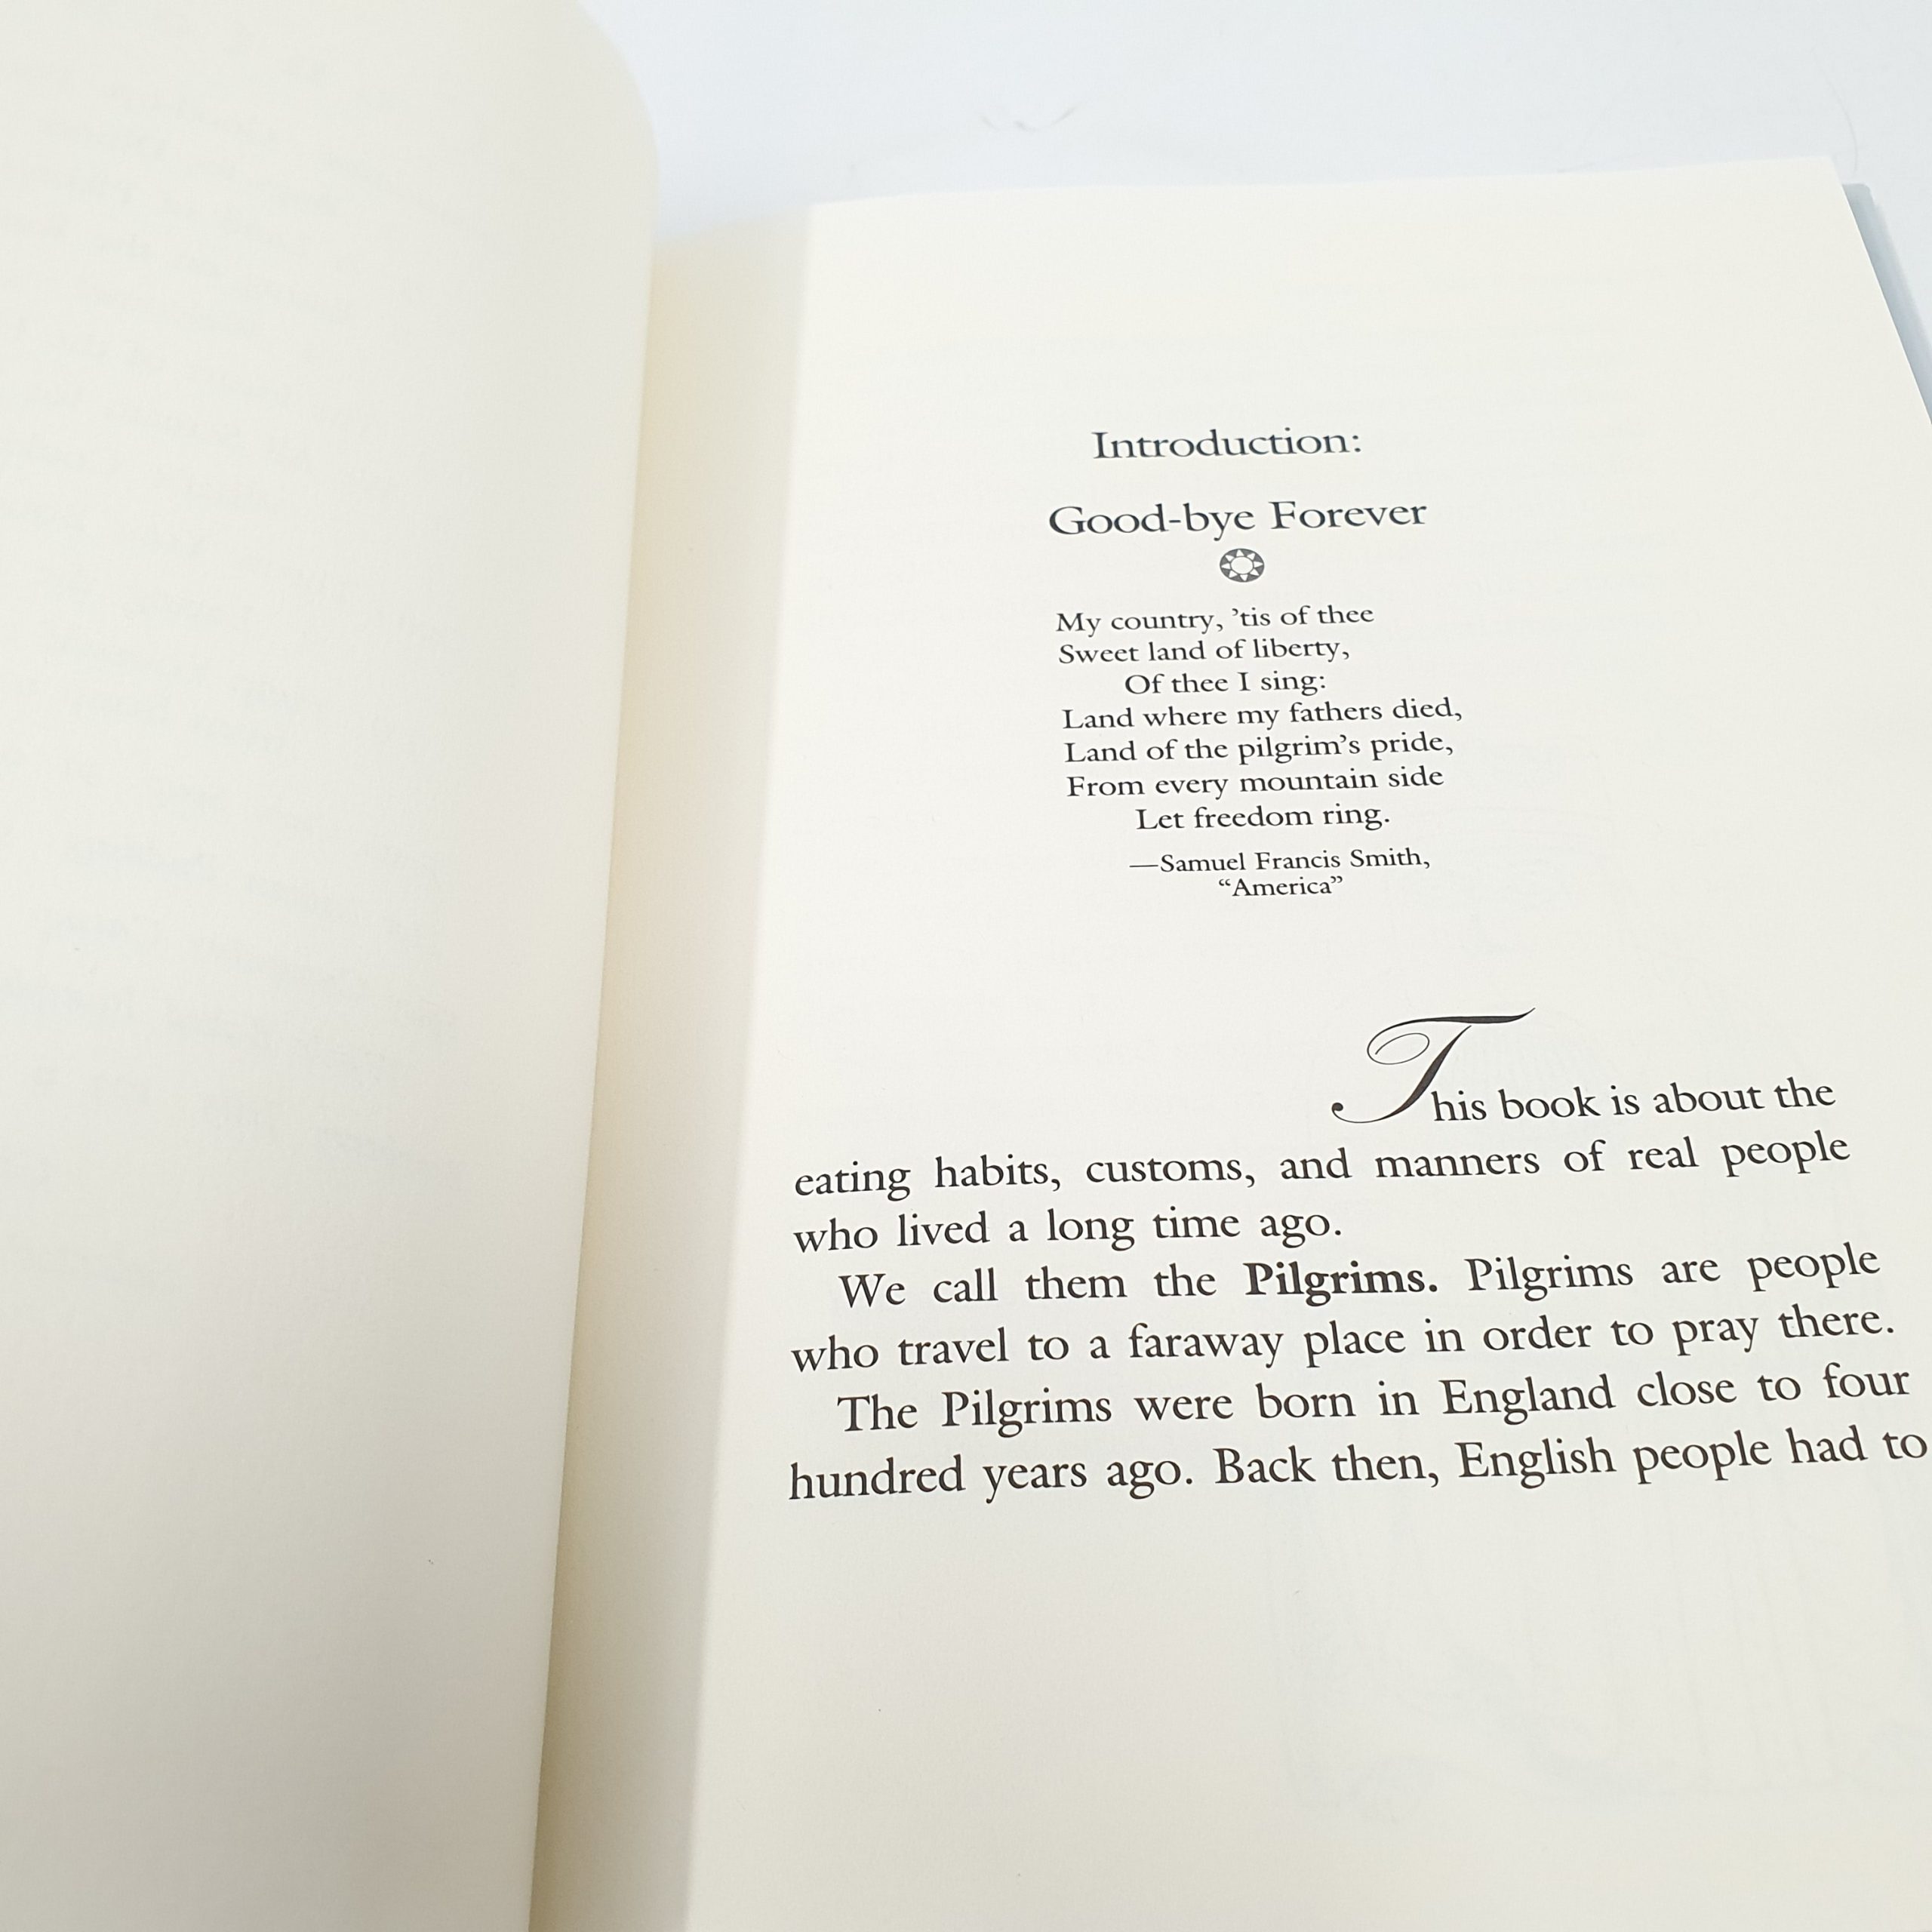 Introduction:
Good-bye Forever
My country, ’tis of thee
Sweet land of liberty,
Of thee I sing:
Land where my fathers died,
Land of the pilgrim’s pride,
From every mountain side
Let freedom ring.
—Samuel Francis Smith,
“America”
This book is about the
eating habits, customs, and manners of real people
who lived a long time ago.
We call them the Pilgrims. Pilgrims are people
who travel to a faraway place in order to pray there.
The Pilgrims were born in England close to four
hundred years ago. Back then, English people had to